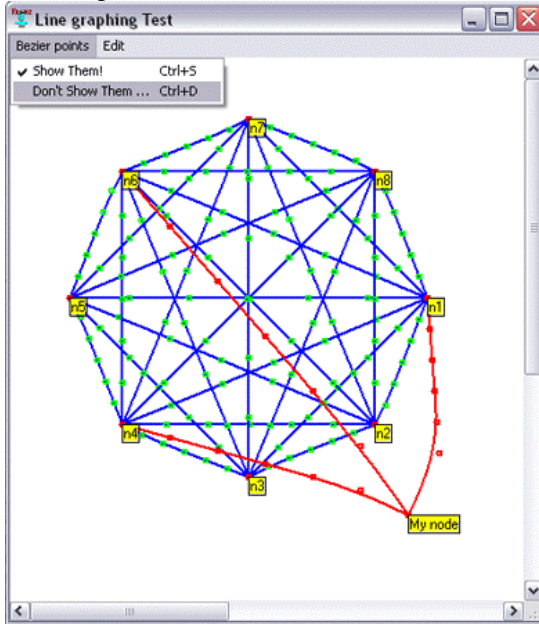 Line graphing Test
Bezier points Edit
Show Them! Ctrl+S
Don't Show Them ... Ctrl+D
n7
n6
n8
n5
n1
n4
n2
n3
My node